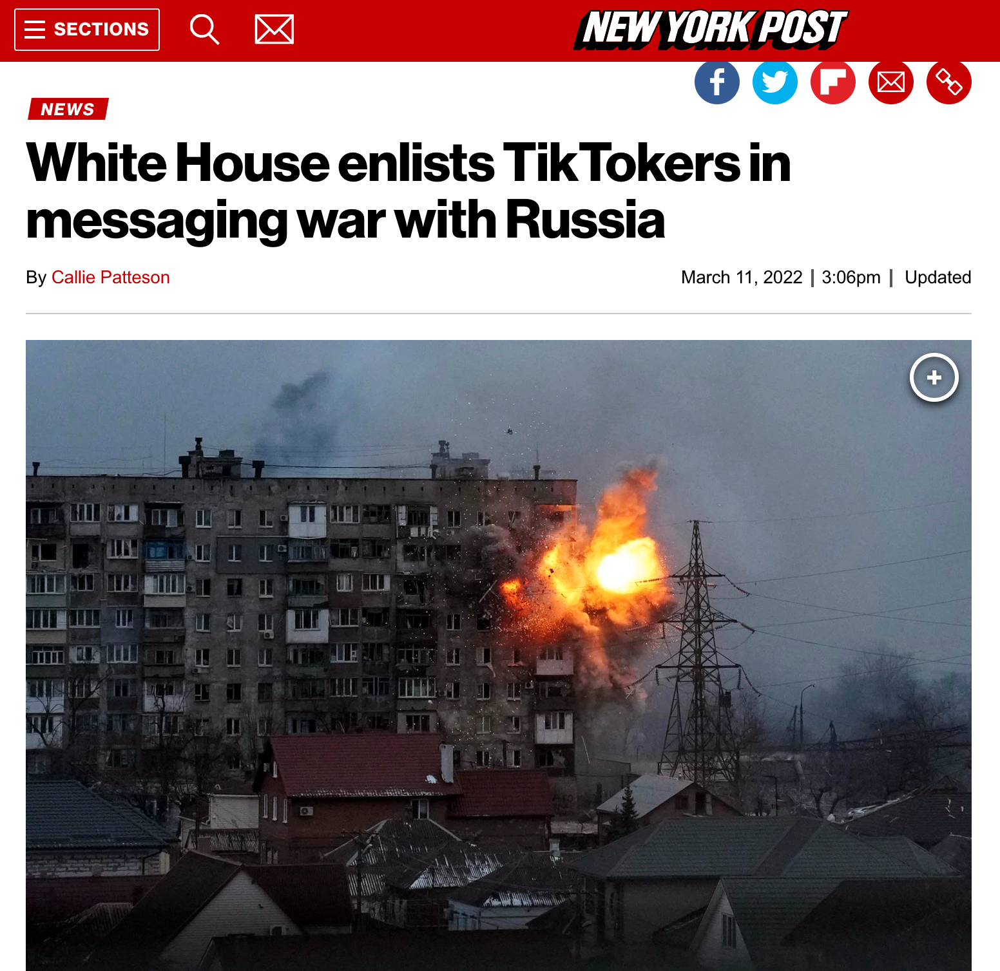 SECTIONS
NEW YORK POST
NEWS
White House enlists TikTokers in
messaging war with Russia
By Callie Patteson
March 11, 2022 | 3:06pm | Updated